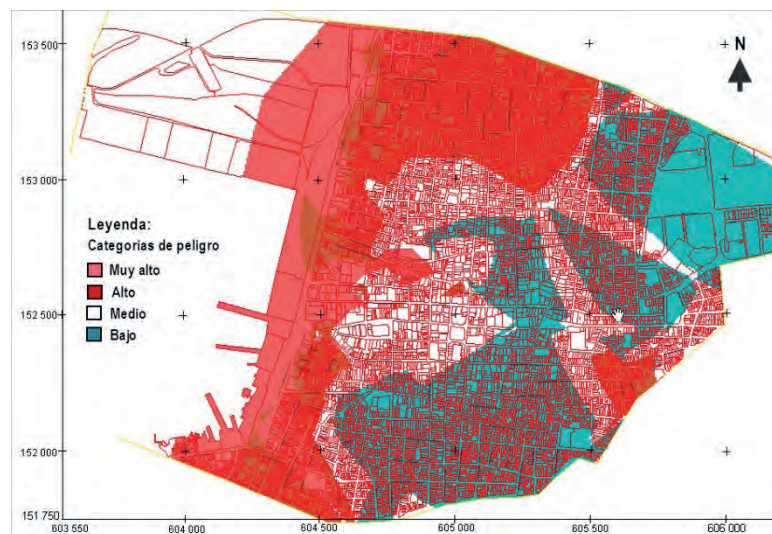 153 500
N
153 000
Leyenda:
Categorias de peligro
Muy alto
Alto
Medio
Bajo
152 500
152 000
151 750
603 550
604 000
604 500
605 000
605 500
606 000